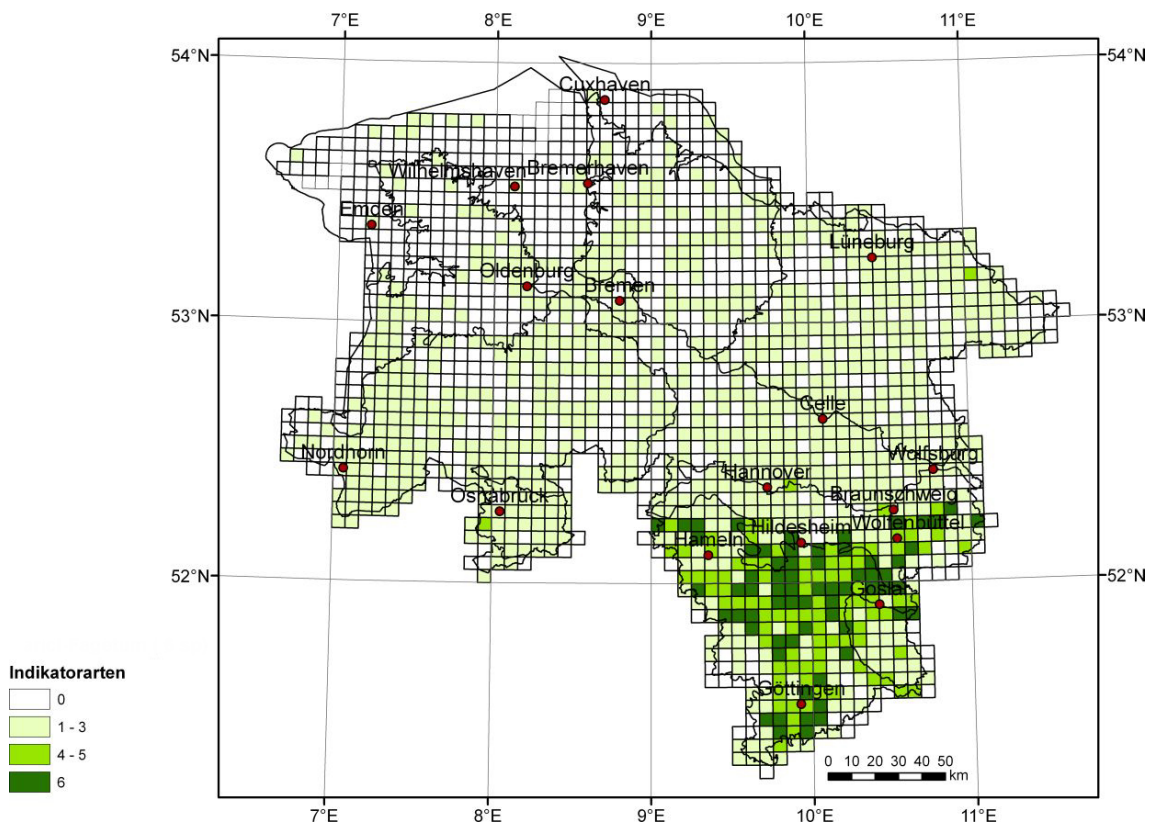 7°E 8°E 9°E 10°E 11°E
54°N 54°N
Cuxhaven
Wilhelmshaven Bremerhaven
Emden
Lüneburg
Oldenburg
Bremen
53°N 53°N
Celle
Nordhorn
Hannover
Wolfsburg
Osnabrück
Braunschweig
Hildesheim Wolfenbüttel
Hameln
52°N 52°N
Goslar
Göttingen
Indikatorarten
0
1 - 3
4 - 5
6
0 10 20 30 40 50
km
7°E 8°E 9°E 10°E 11°E